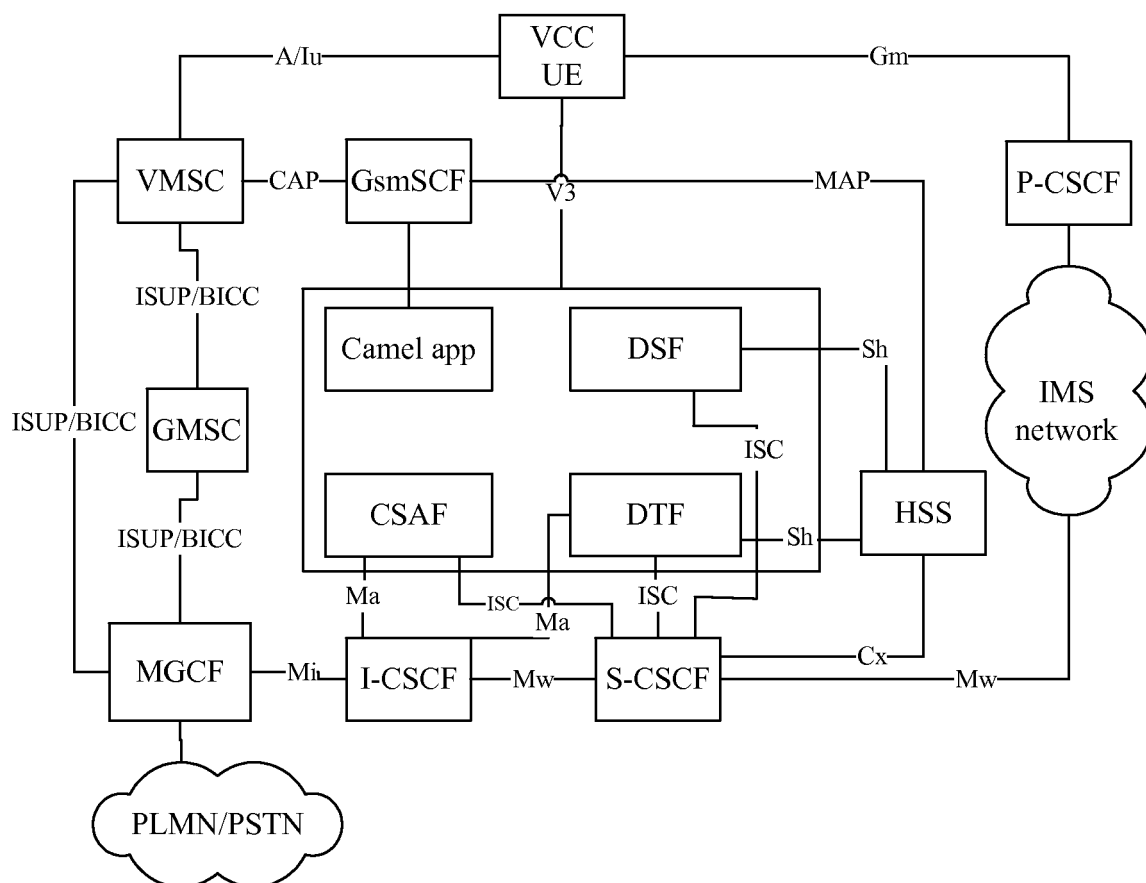 VCC
UE
A/Iu
Gm
VMSC
CAP
GsmSCF
V3
MAP
P-CSCF
ISUP/BICC
Camel app
DSF
Sh
ISUP/BICC
GMSC
ISC
IMS
network
CSAF
DTF
HSS
ISUP/BICC
Sh
Ma
ISC
Ma
ISC
MGCF
Mi
I-CSCF
Mw
S-CSCF
Cx
Mw
PLMN/PSTN